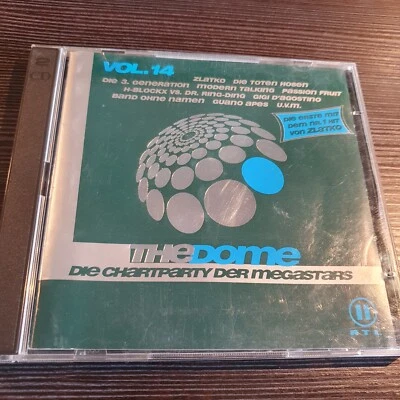 2
CD
VOL.14
ZLATKO DIE TOTEN HOSEN
DIE 3. GENERATION MODERN TALKING PASSION FRUIT
H-BLOCKX VS. DR. RING-DING GIGI D'AGOSTINO
BAND OHNE NAMEN GUANO APES U.V.M.
DIE ERSTE MIT
DEM NR. 1 HIT
VON ZLATKO
THE DOME
DIE CHARTPARTY DER MEGASTARS
RTL